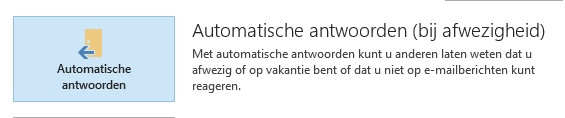 Automatische antwoorden (bij afwezigheid)
Met automatische antwoorden kunt u anderen laten weten dat u
afwezig of op vakantie bent of dat u niet op e-mailberichten kunt
reageren.
Automatische
antwoorden